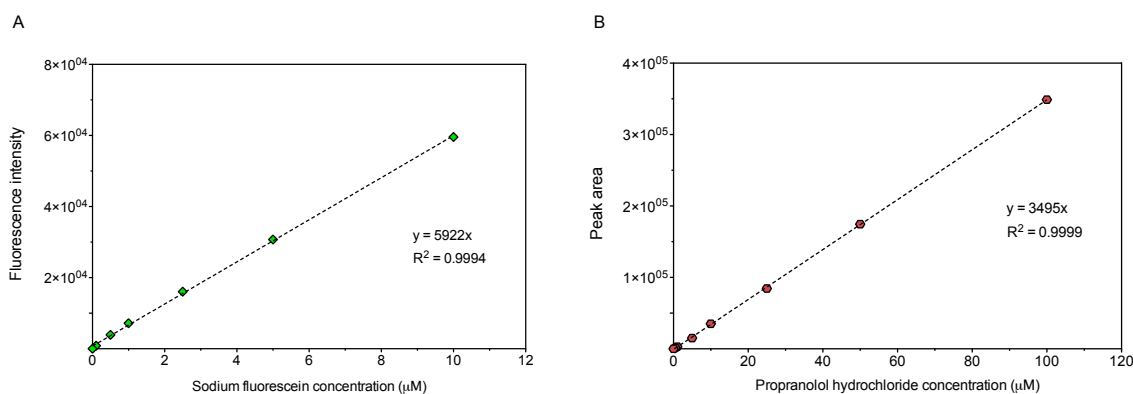 A
Fluorescence intensity
8×10⁰⁴
6×10⁰⁴
4×10⁰⁴
2×10⁰⁴
0
0 2 4 6 8 10 12
y = 5922x
R² = 0.9994
Sodium fluorescein concentration (μM)
B
Peak area
4×10⁰⁵
3×10⁰⁵
2×10⁰⁵
1×10⁰⁵
0
0 20 40 60 80 100 120
y = 3495x
R² = 0.9999
Propranolol hydrochloride concentration (μM)